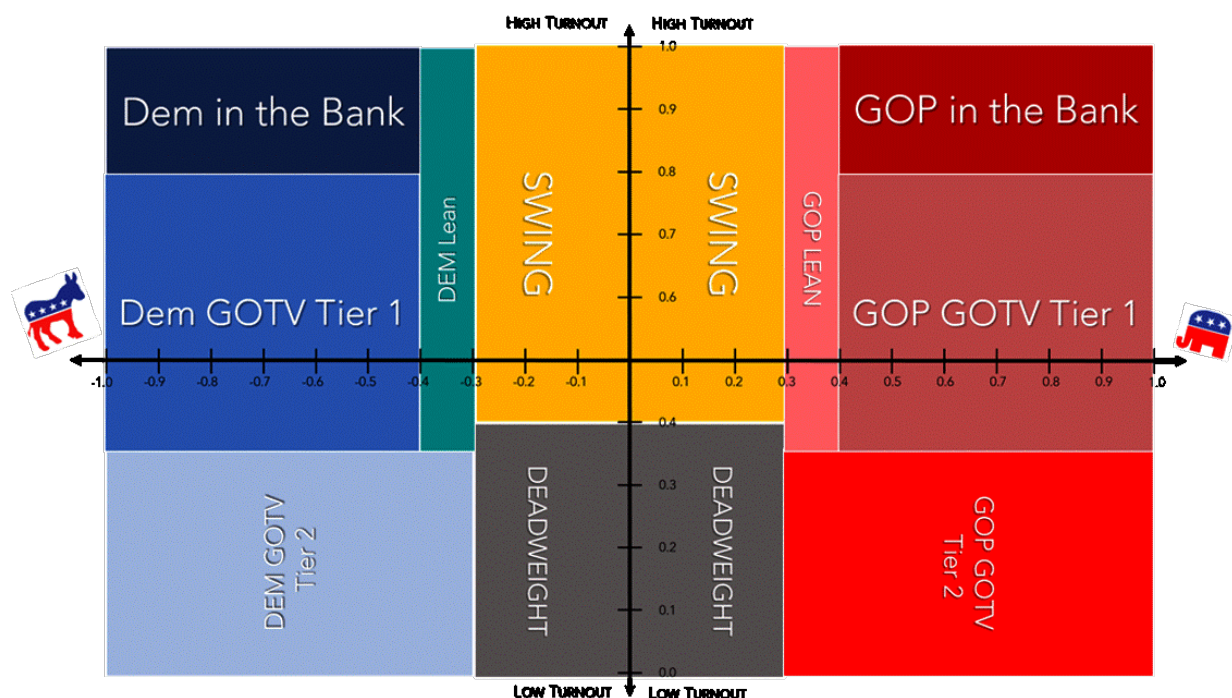 HIGH TURNOUT
HIGH TURNOUT
1.0
Dem in the Bank
GOP in the Bank
0.9
0.8
SWING
SWING
DEM Lean
GOP LEAN
0.7
0.6
Dem GOTV Tier 1
GOP GOTV Tier 1
-1.0 -0.9 -0.8 -0.7 -0.6 -0.5 -0.4 -0.3 -0.2 -0.1 0.1 0.2 0.3 0.4 0.5 0.6 0.7 0.8 0.9 1.0
0.4
DEM GOTV
Tier 2
DEADWEIGHT
DEADWEIGHT
GOP GOTV
Tier 2
0.3
0.2
0.1
0.0
LOW TURNOUT
LOW TURNOUT